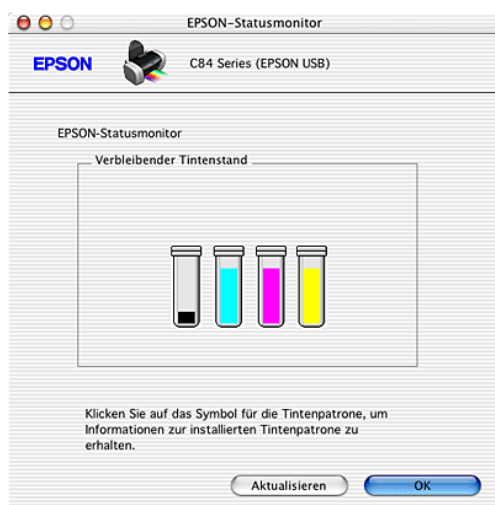 EPSON-Statusmonitor
EPSON
C84 Series (EPSON USB)
EPSON-Statusmonitor
Verbleibender Tintenstand
Klicken Sie auf das Symbol für die Tintenpatrone, um
Informationen zur installierten Tintenpatrone zu
erhalten.
Aktualisieren
OK